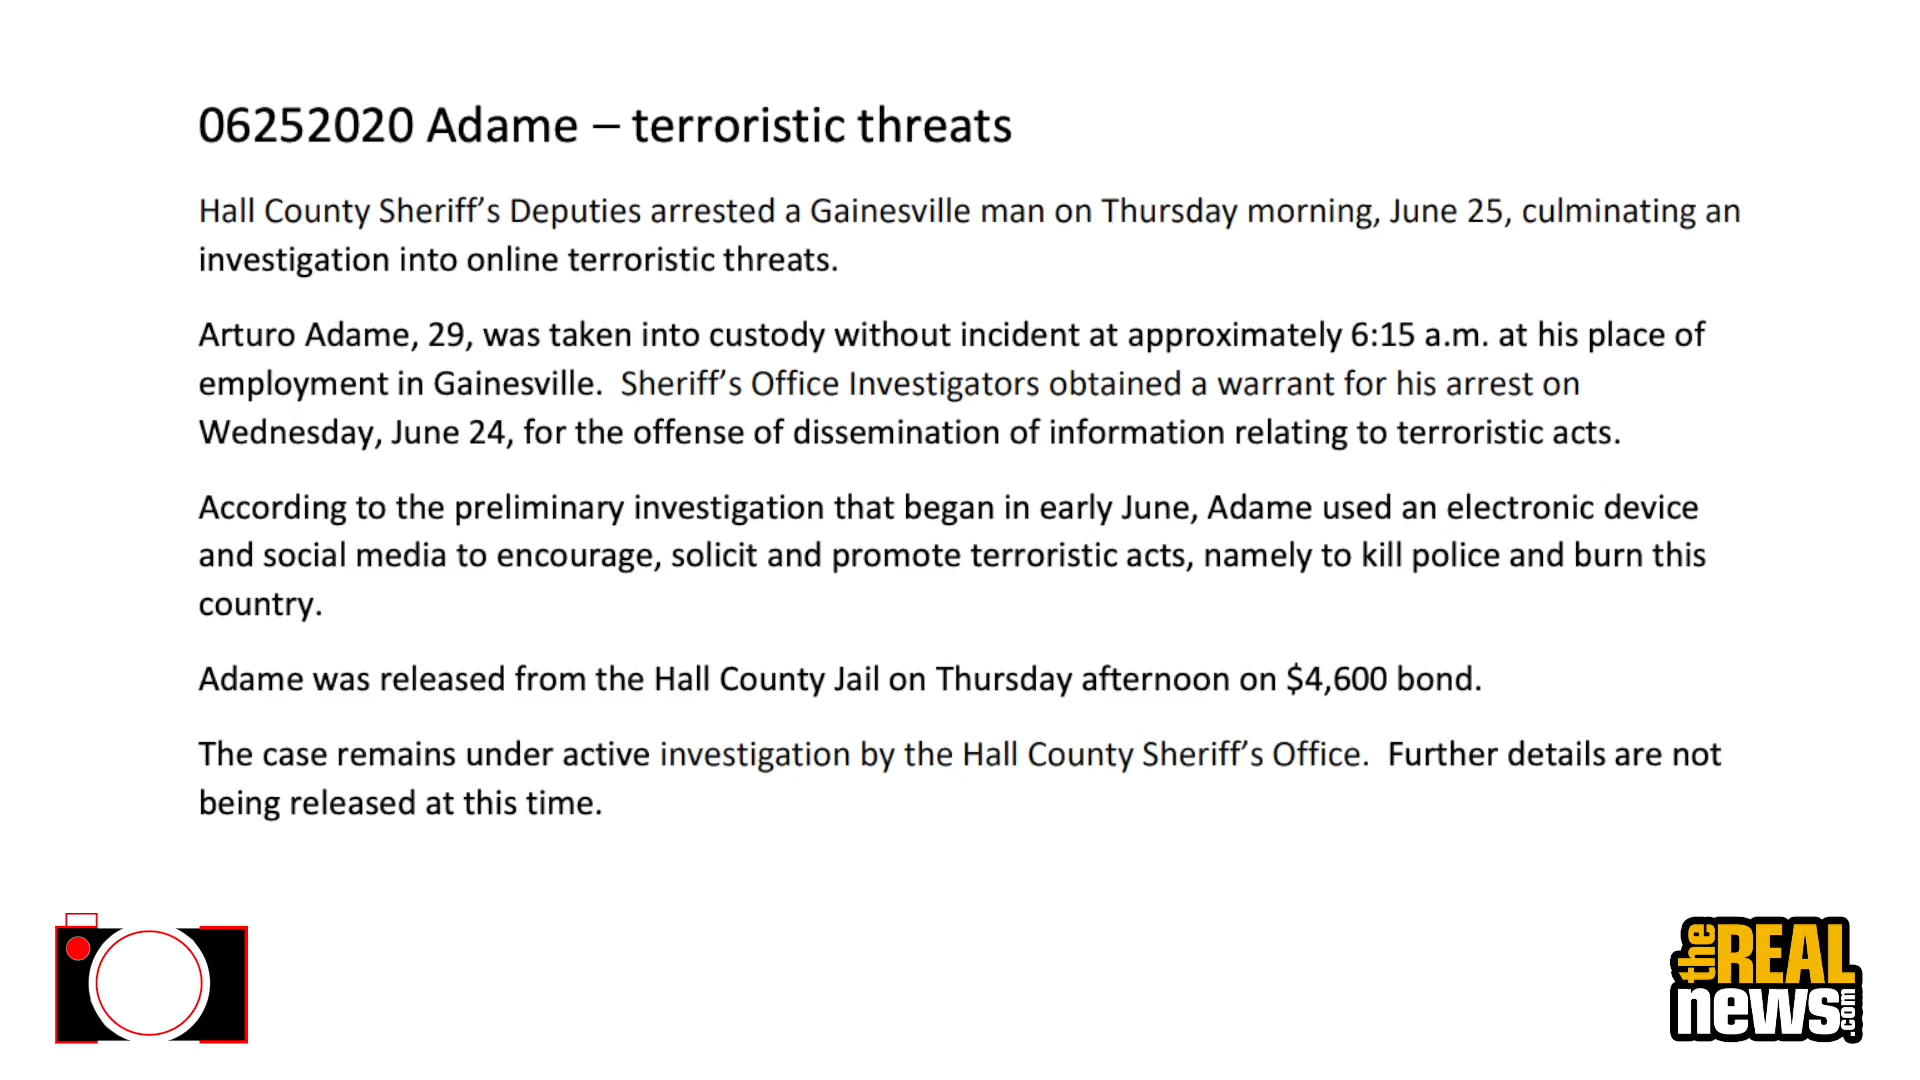 06252020 Adame – terroristic threats
Hall County Sheriff’s Deputies arrested a Gainesville man on Thursday morning, June 25, culminating an
investigation into online terroristic threats.
Arturo Adame, 29, was taken into custody without incident at approximately 6:15 a.m. at his place of
employment in Gainesville.  Sheriff’s Office Investigators obtained a warrant for his arrest on
Wednesday, June 24, for the offense of dissemination of information relating to terroristic acts.
According to the preliminary investigation that began in early June, Adame used an electronic device
and social media to encourage, solicit and promote terroristic acts, namely to kill police and burn this
country.
Adame was released from the Hall County Jail on Thursday afternoon on $4,600 bond.
The case remains under active investigation by the Hall County Sheriff’s Office.  Further details are not
being released at this time.
the REAL
news.com